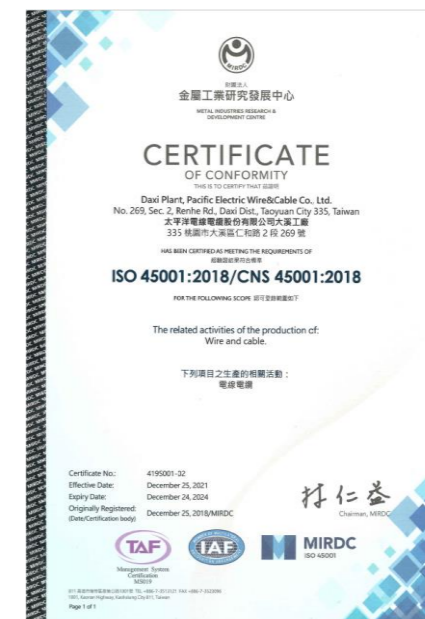 MIRDC
財團法人
金屬工業研究發展中心
METAL INDUSTRIES RESEARCH &
DEVELOPMENT CENTRE
CERTIFICATE
OF CONFORMITY
THIS IS TO CERTIFY THAT 茲證明
Daxi Plant, Pacific Electric Wire&Cable Co., Ltd.
No. 269, Sec. 2, Renhe Rd., Daxi Dist., Taoyuan City 335, Taiwan
太平洋電線電纜股份有限公司大溪工廠
335 桃園市大溪區仁和路 2 段 269 號
HAS BEEN CERTIFIED AS MEETING THE REQUIREMENTS OF
經驗證結果符合標準
ISO 45001:2018/CNS 45001:2018
FOR THE FOLLOWING SCOPE 認可登錄範圍如下
The related activities of the production of:
Wire and cable.
下列項目之生產的相關活動：
電線電纜
Certificate No.: 4195001-02
Effective Date: December 25, 2021
Expiry Date: December 24, 2024
Originally Registered: December 25, 2018/MIRDC
(Date/Certification body)
林仁益
Chairman, MIRDC
TAF
Management System
Certification
MS019
IAF
MIRDC
ISO 45001
Page 1 of 1